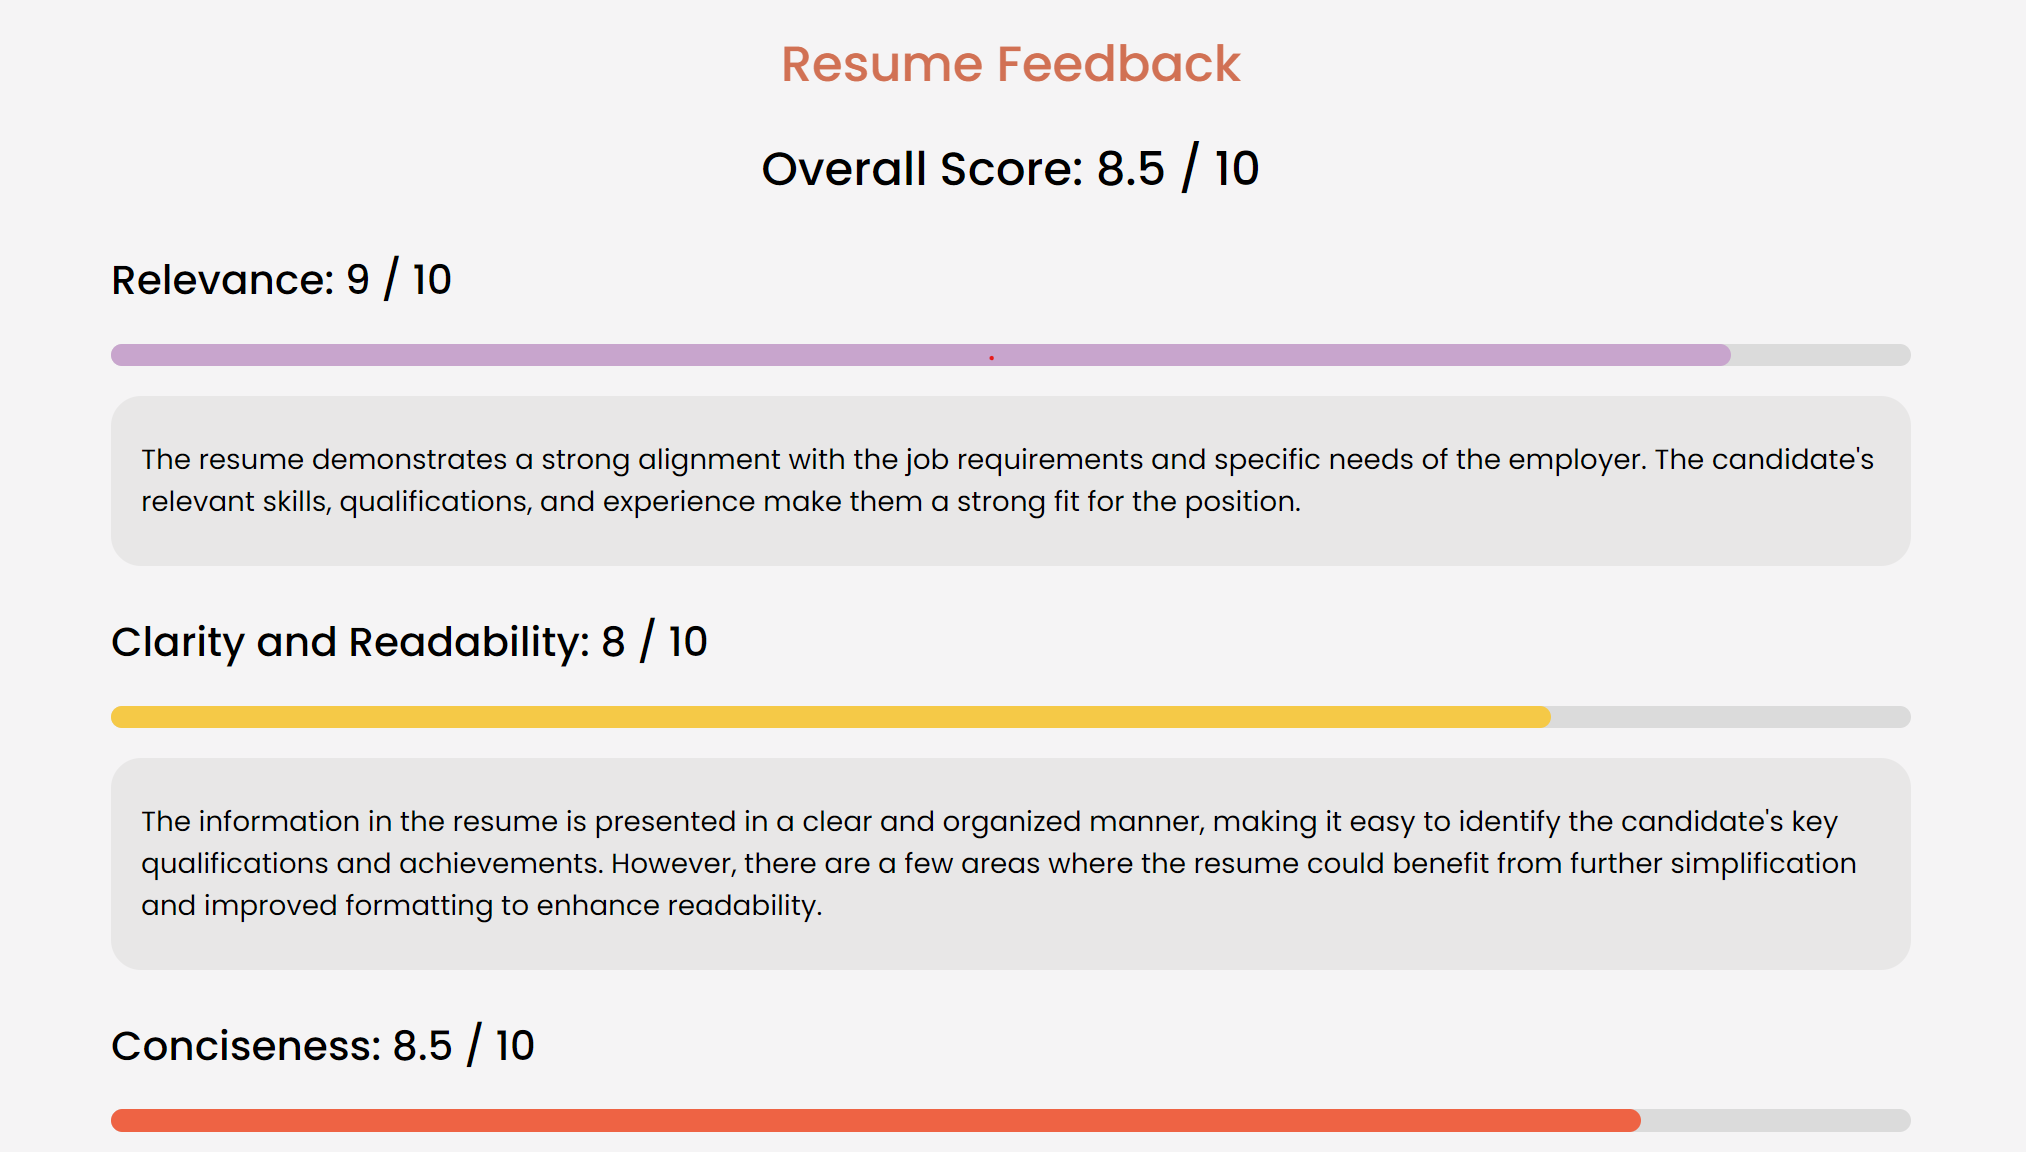 Resume Feedback
Overall Score: 8.5 / 10
Relevance: 9 / 10
The resume demonstrates a strong alignment with the job requirements and specific needs of the employer. The candidate's
relevant skills, qualifications, and experience make them a strong fit for the position.
Clarity and Readability: 8 / 10
The information in the resume is presented in a clear and organized manner, making it easy to identify the candidate's key
qualifications and achievements. However, there are a few areas where the resume could benefit from further simplification
and improved formatting to enhance readability.
Conciseness: 8.5 / 10